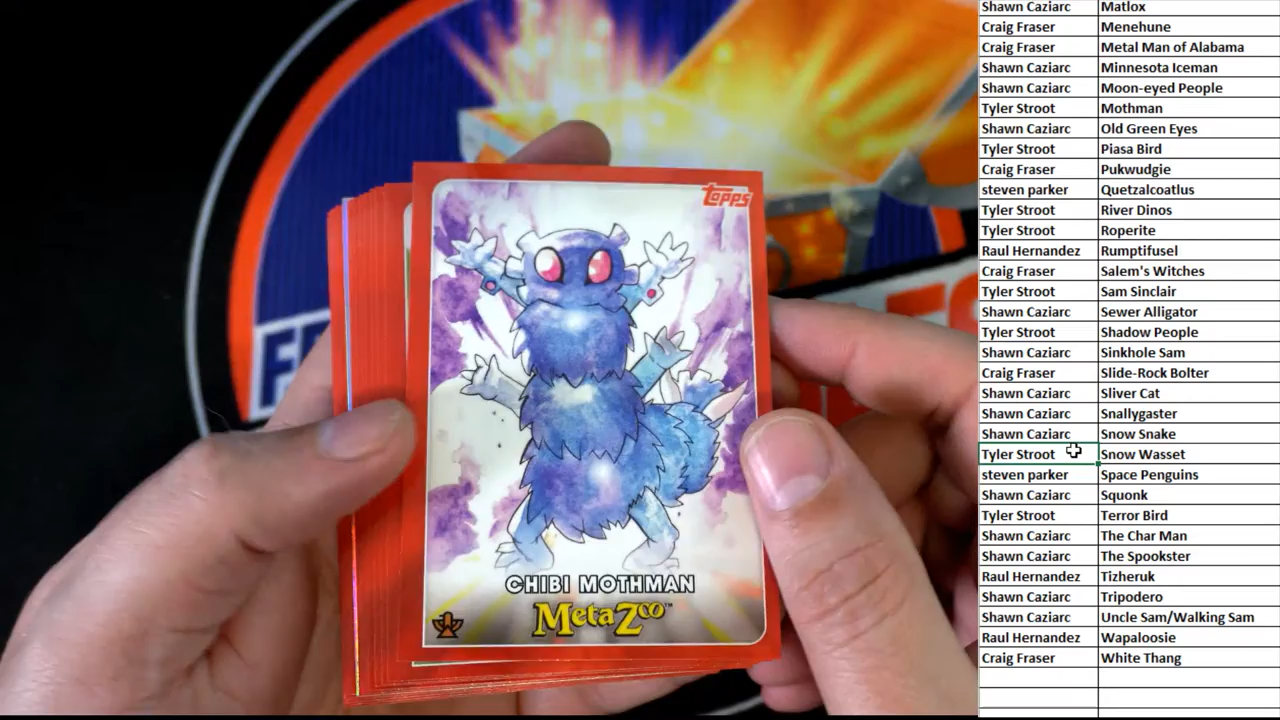 Topps
CHIBI MOTHMAN
MetaZoo™
FA
Shawn Caziarc Matlox
Craig Fraser Menehune
Craig Fraser Metal Man of Alabama
Shawn Caziarc Minnesota Iceman
Shawn Caziarc Moon-eyed People
Tyler Stroot Mothman
Shawn Caziarc Old Green Eyes
Tyler Stroot Piasa Bird
Craig Fraser Pukwudgie
steven parker Quetzalcoatlus
Tyler Stroot River Dinos
Tyler Stroot Roperite
Raul Hernandez Rumptifusel
Craig Fraser Salem's Witches
Tyler Stroot Sam Sinclair
Shawn Caziarc Sewer Alligator
Tyler Stroot Shadow People
Shawn Caziarc Sinkhole Sam
Craig Fraser Slide-Rock Bolter
Shawn Caziarc Sliver Cat
Shawn Caziarc Snallygaster
Shawn Caziarc Snow Snake
Tyler Stroot Snow Wasset
steven parker Space Penguins
Shawn Caziarc Squonk
Tyler Stroot Terror Bird
Shawn Caziarc The Char Man
Shawn Caziarc The Spookster
Raul Hernandez Tizheruk
Shawn Caziarc Tripodero
Shawn Caziarc Uncle Sam/Walking Sam
Raul Hernandez Wapaloosie
Craig Fraser White Thang